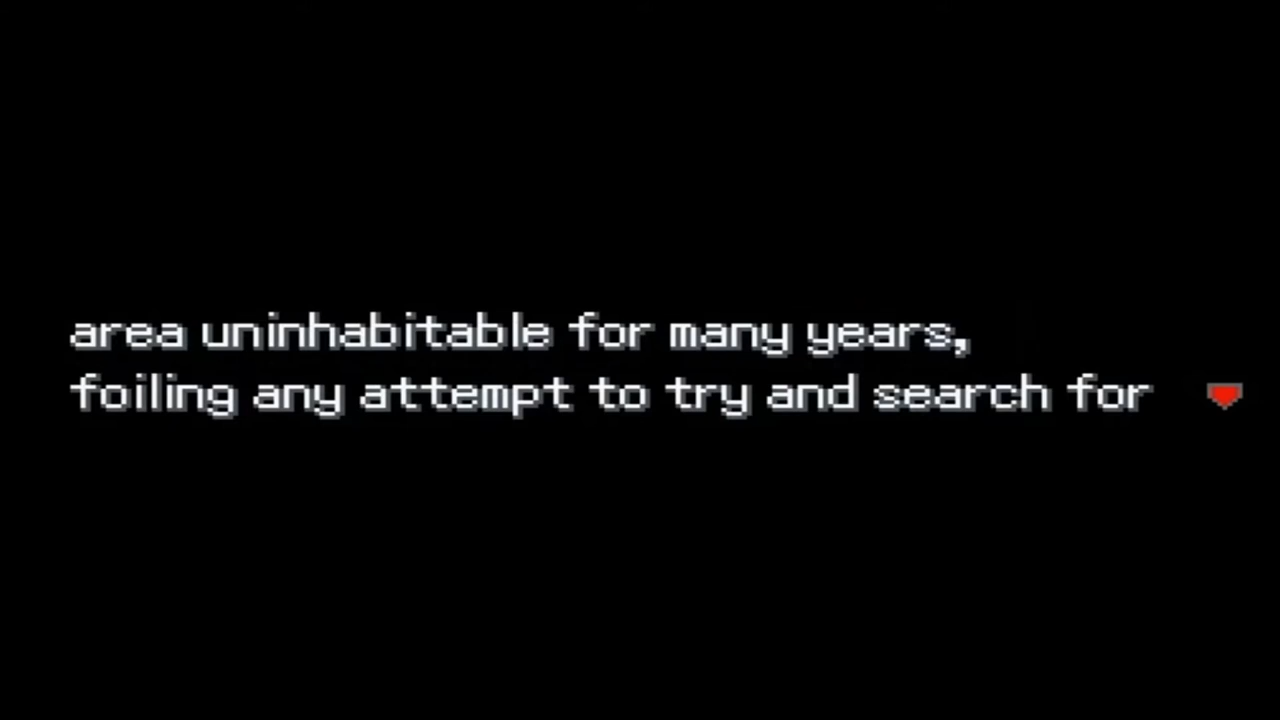 area uninhabitable for many years,
foiling any attempt to try and search for